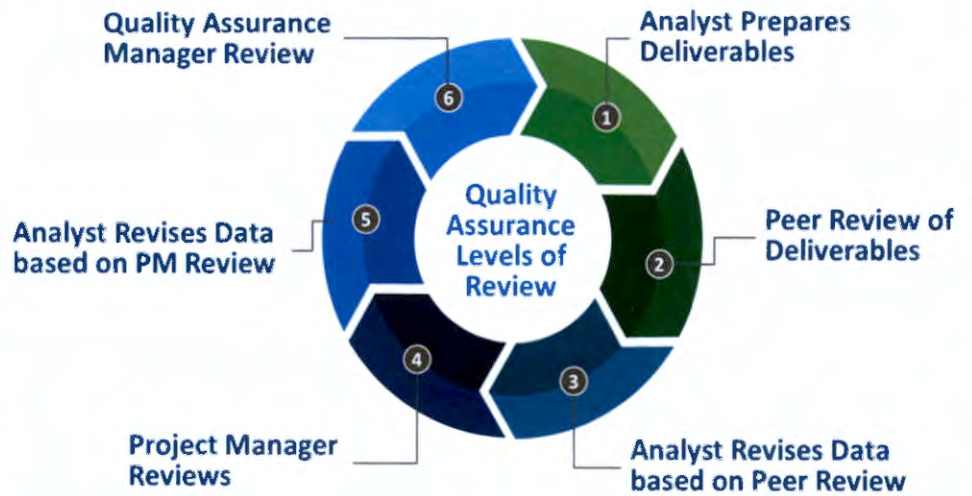 Quality Assurance
Manager Review
6
Analyst Prepares
Deliverables
1
Quality
Assurance
Levels of
Review
Analyst Revises Data
based on PM Review
5
Peer Review of
Deliverables
2
Project Manager
Reviews
4
Analyst Revises Data
based on Peer Review
3